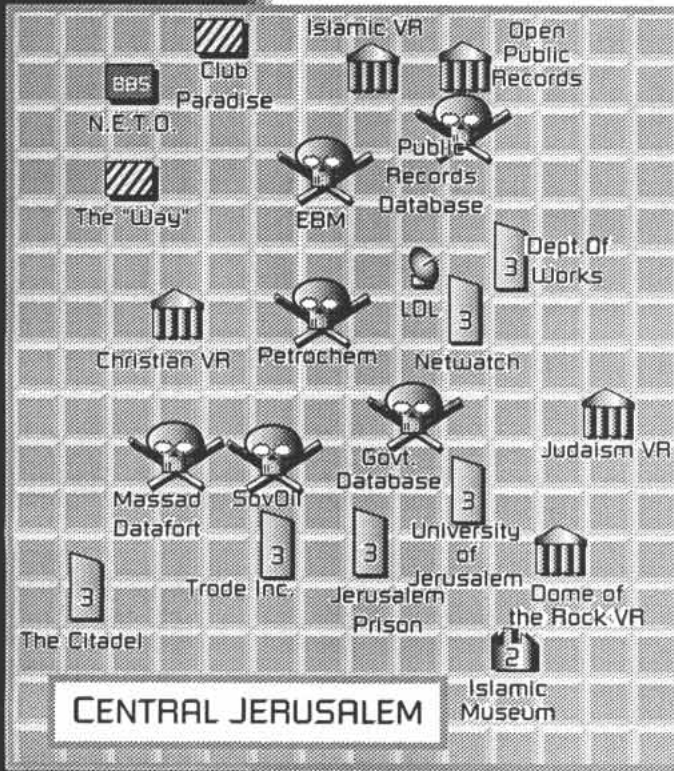 Islamic VR
Open
Public
Records
Club
Paradise
BBS
N.E.T.O.
Public
Records
Database
The "Way"
EBM
Dept.Of
Works
3
LDL
3
Christian VR
Petrochem
Netwatch
Judaism VR
Govt.
Database
Massad
Datafort
SovOil
3
University
of
Jerusalem
3
Trode Inc.
3
Jerusalem
Prison
3
The Citadel
Dome of
the Rock VR
2
Islamic
Museum
CENTRAL JERUSALEM